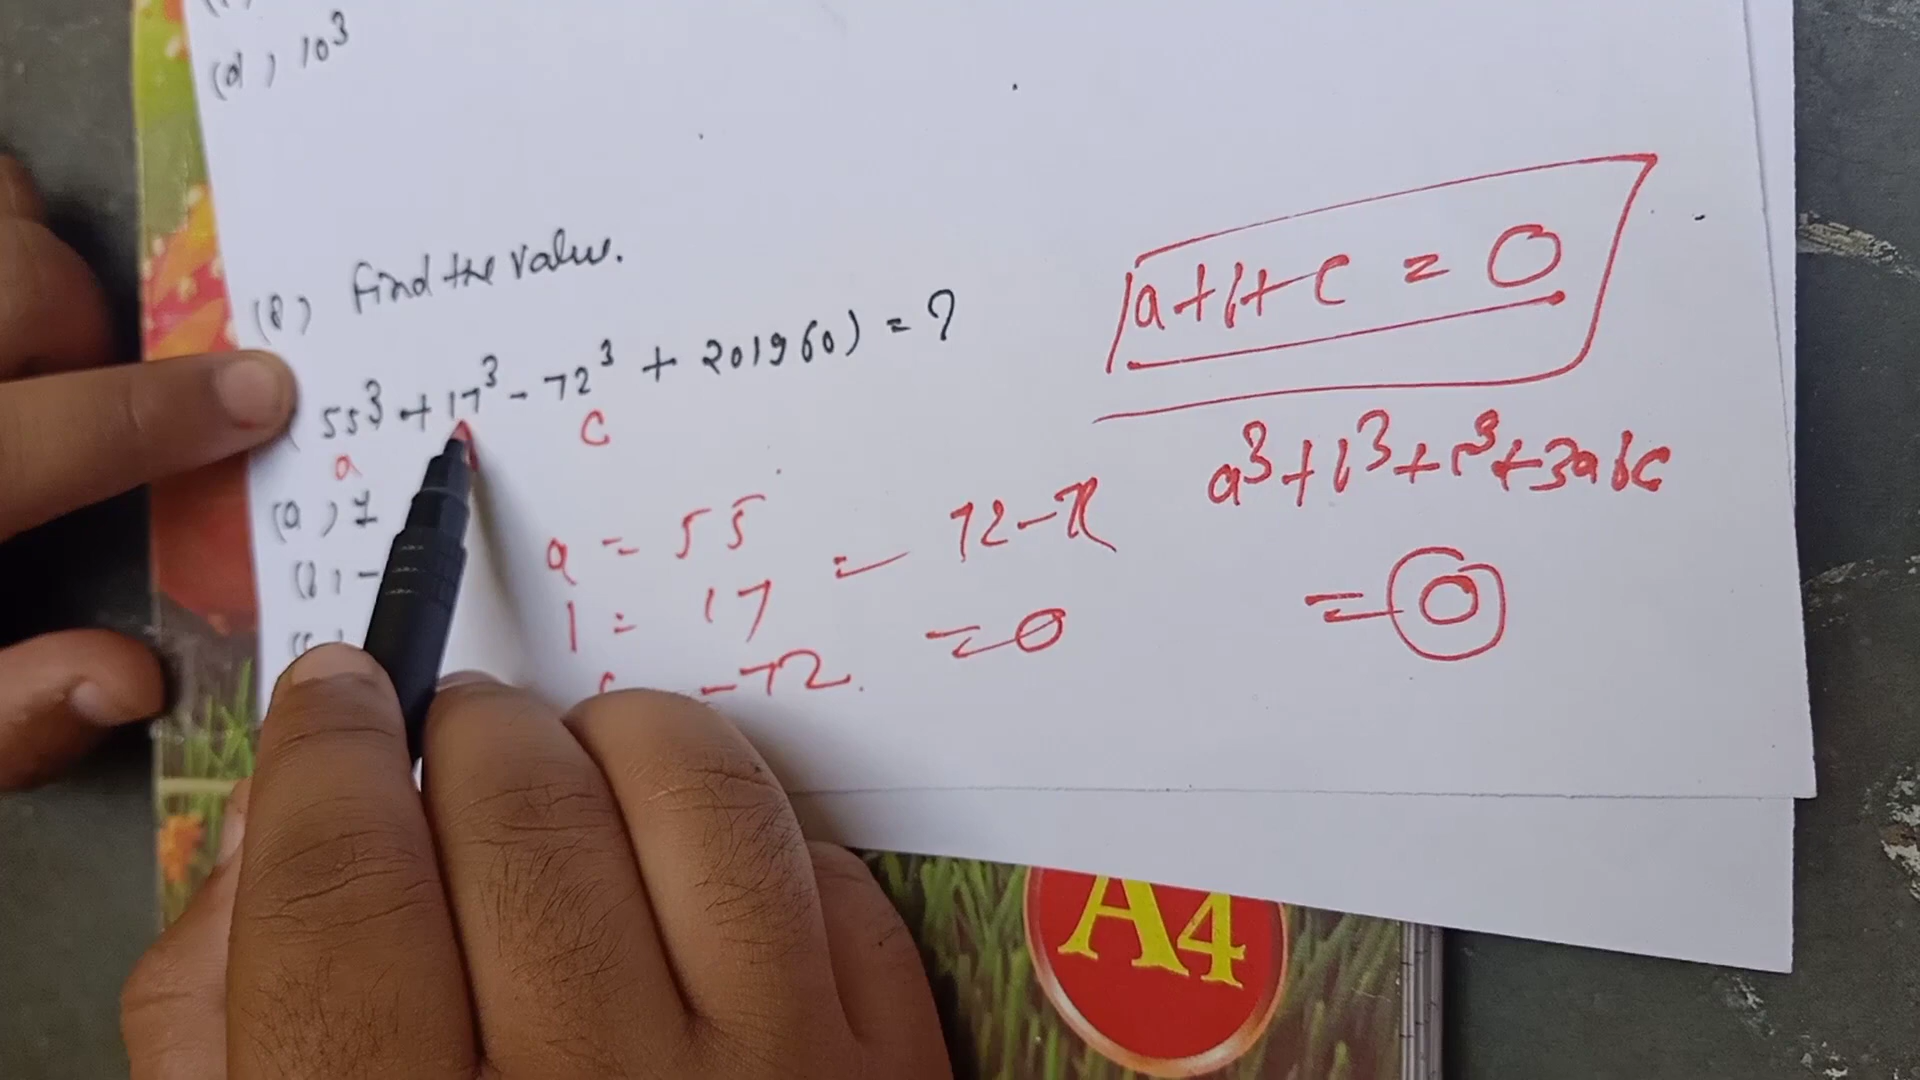 (d) 10³
(8) Find the value.
(55³ + 17³ - 72³ + 201960) = ?
a c
(a) 1
a = 55
b = 17
-72
= 72-72
= 0
a+b+c = 0
a³+b³+c³+3abc
= 0
A4